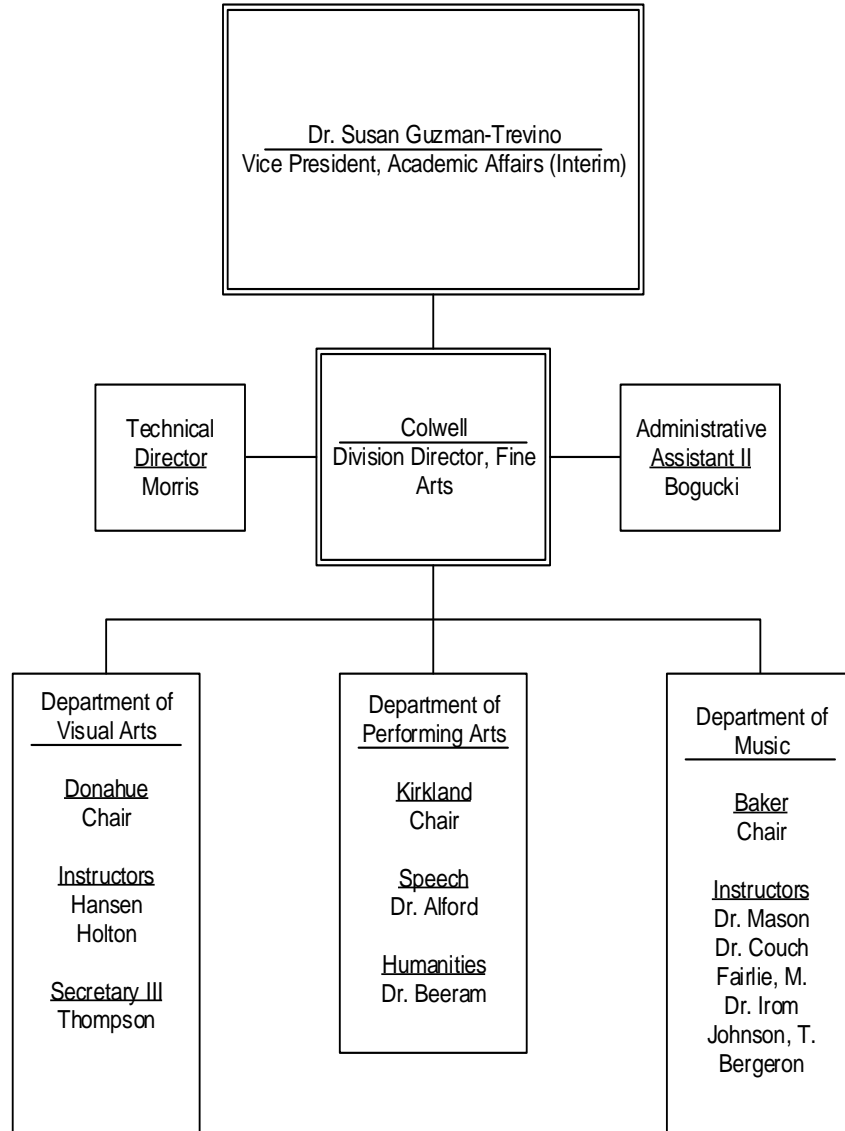 Dr. Susan Guzman-Trevino
Vice President, Academic Affairs (Interim)
Technical
Director
Morris
Colwell
Division Director, Fine
Arts
Administrative
Assistant II
Bogucki
Department of
Visual Arts
Donahue
Chair
Instructors
Hansen
Holton
Secretary III
Thompson
Department of
Performing Arts
Kirkland
Chair
Speech
Dr. Alford
Humanities
Dr. Beeram
Department of
Music
Baker
Chair
Instructors
Dr. Mason
Dr. Couch
Fairlie, M.
Dr. Irom
Johnson, T.
Bergeron